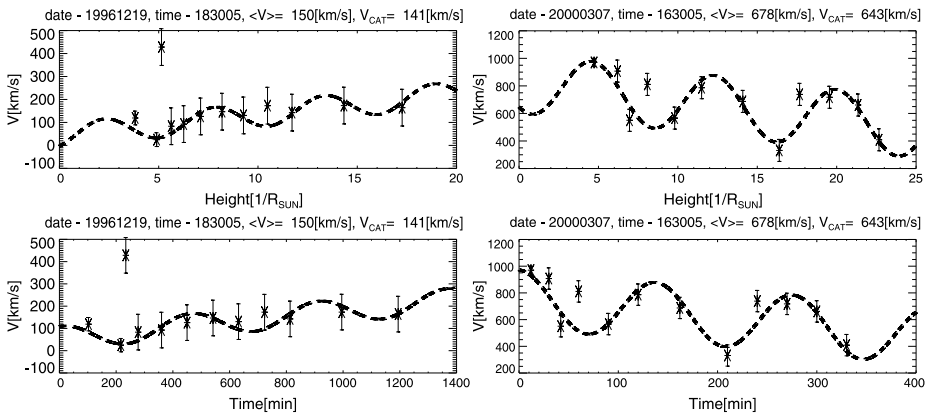 date - 19961219, time - 183005, <V>= 150[km/s], V_CAT= 141[km/s]
500
400
300
200
100
0
-100
V[km/s]
0 5 10 15 20
Height[1/R_SUN]
date - 20000307, time - 163005, <V>= 678[km/s], V_CAT= 643[km/s]
1200
1000
800
600
400
200
V[km/s]
0 5 10 15 20 25
Height[1/R_SUN]
date - 19961219, time - 183005, <V>= 150[km/s], V_CAT= 141[km/s]
500
400
300
200
100
0
-100
V[km/s]
0 200 400 600 800 1000 1200 1400
Time[min]
date - 20000307, time - 163005, <V>= 678[km/s], V_CAT= 643[km/s]
1200
1000
800
600
400
200
V[km/s]
0 100 200 300 400
Time[min]